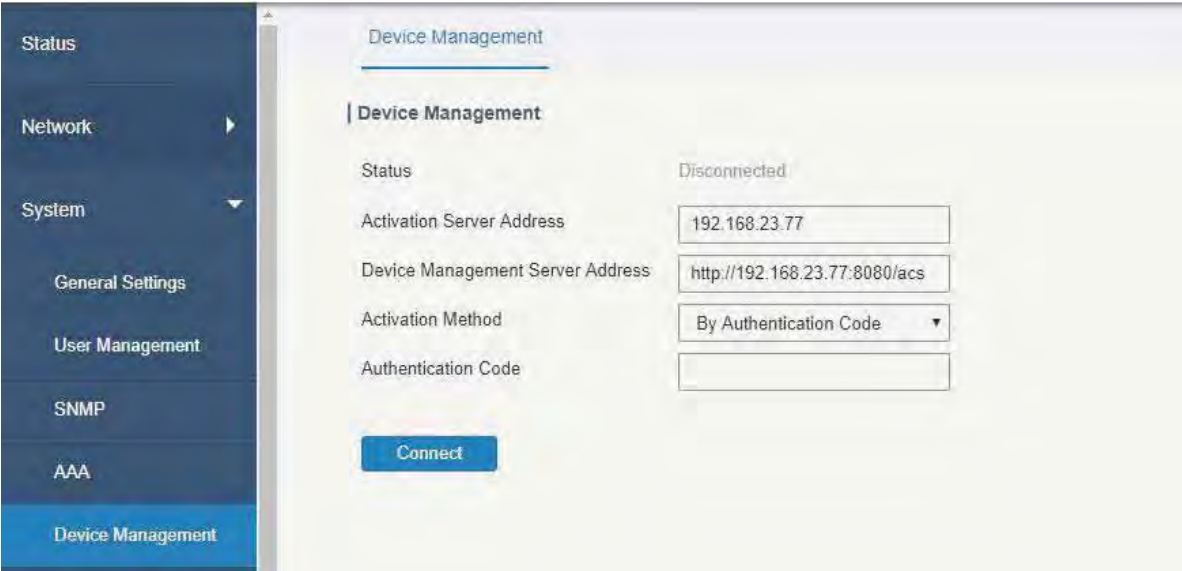 Status
Network
System
General Settings
User Management
SNMP
AAA
Device Management
Device Management
Device Management
Status Disconnected
Activation Server Address 192.168.23.77
Device Management Server Address http://192.168.23.77:8080/acs
Activation Method By Authentication Code
Authentication Code
Connect